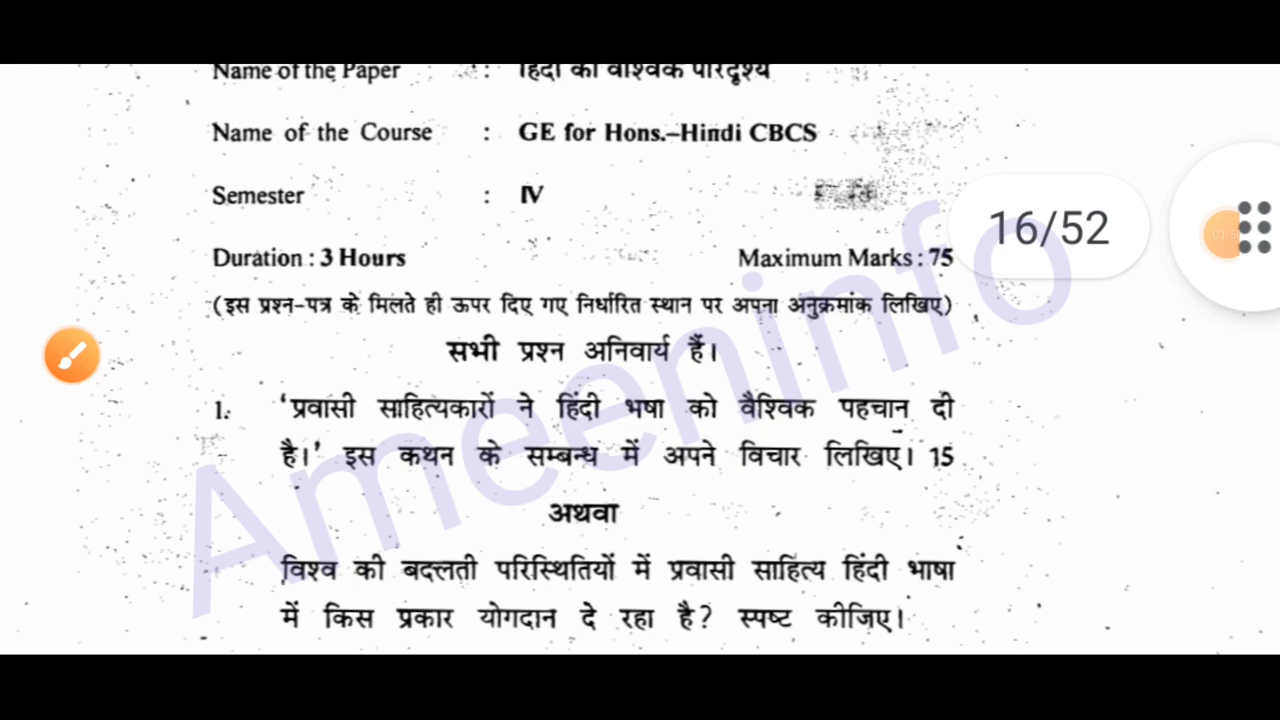 Name of the Paper : हिंदी का वैश्विक परिदृश्य
Name of the Course : GE for Hons.–Hindi CBCS
Semester : IV
16/52
Duration : 3 Hours Maximum Marks : 75
(इस प्रश्न-पत्र के मिलते ही ऊपर दिए गए निर्धारित स्थान पर अपना अनुक्रमांक लिखिए)
सभी प्रश्न अनिवार्य हैं।
1. 'प्रवासी साहित्यकारों ने हिंदी भषा को वैश्विक पहचान दी
है।' इस कथन के सम्बन्ध में अपने विचार लिखिए। 15
अथवा
विश्व की बदलती परिस्थितियों में प्रवासी साहित्य हिंदी भाषा
में किस प्रकार योगदान दे रहा है? स्पष्ट कीजिए।
Ameeninfo